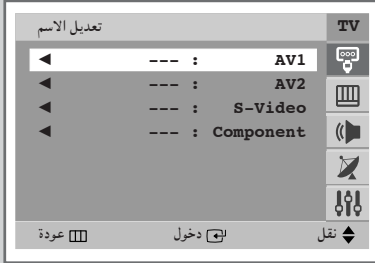 TV
تعديل الاسم
AV1 : --- ◄
AV2 : --- ◄
S-Video : --- ◄
Component : --- ◄
نقل دخول عودة